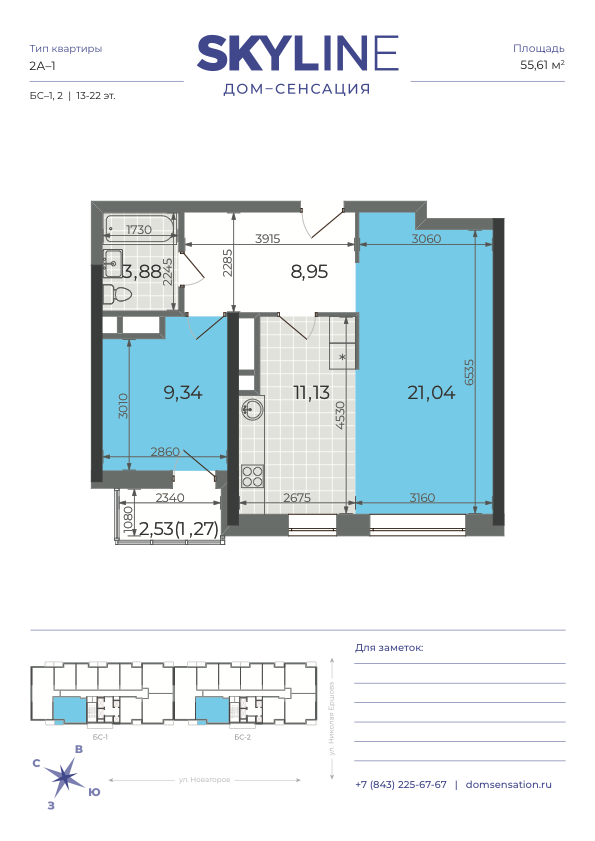 Тип квартиры
2А–1
БС–1, 2 | 13-22 эт.
SKYLINE
ДОМ–СЕНСАЦИЯ
Площадь
55,61 м²
1730
3,88
2245
3915
2285
8,95
3060
6535
9,34
3010
2860
11,13
4530
21,04
2340
1080
2,53(1,27)
2675
3160
*
БС-1
БС-2
ул. Николая Ершова
ул. Новаторов
С
В
Ю
З
Для заметок:
+7 (843) 225-67-67 | domsensation.ru